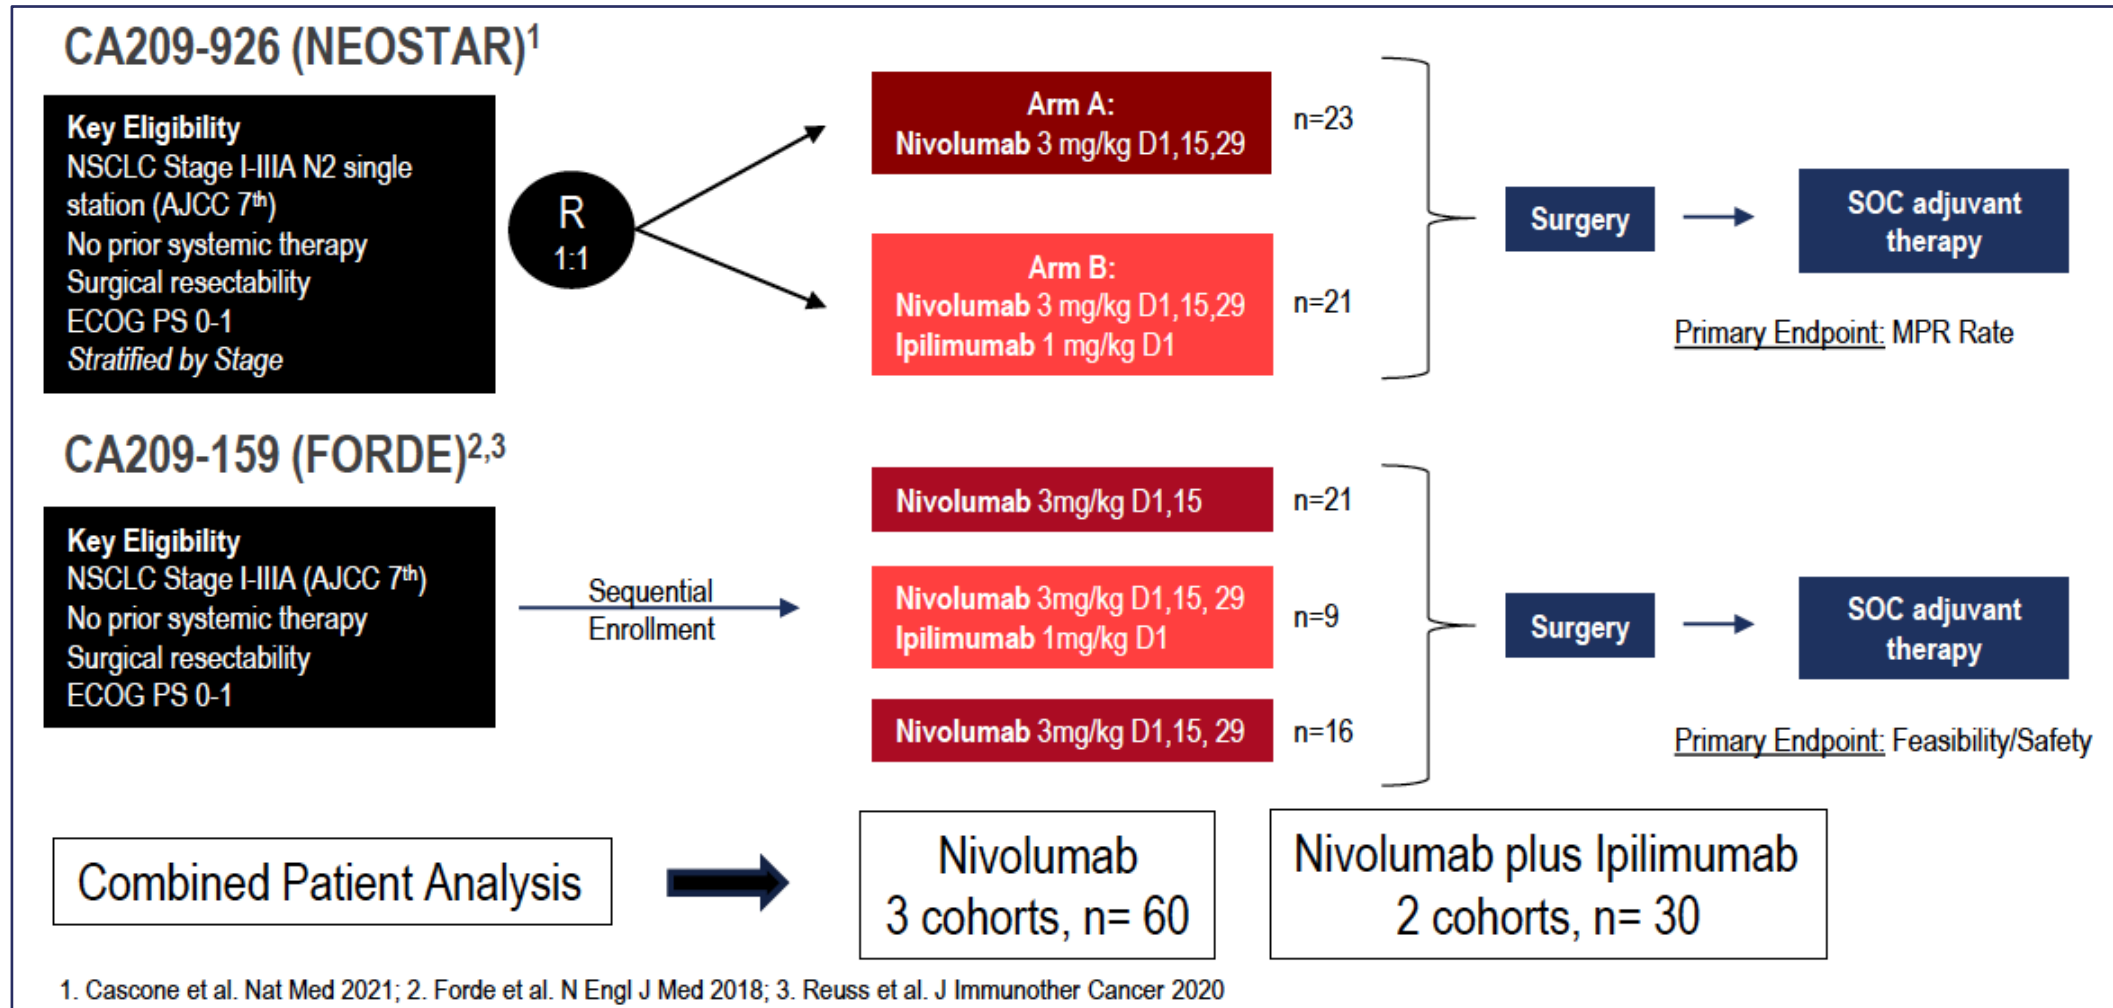 CA209-926 (NEOSTAR)1
Key Eligibility
NSCLC Stage I-IIIA N2 single
station (AJCC 7th)
No prior systemic therapy
Surgical resectability
ECOG PS 0-1
Stratified by Stage
R
1:1
Arm A:
Nivolumab 3 mg/kg D1,15,29
n=23
Arm B:
Nivolumab 3 mg/kg D1,15,29
Ipilimumab 1 mg/kg D1
n=21
Surgery
SOC adjuvant
therapy
Primary Endpoint: MPR Rate
CA209-159 (FORDE)2,3
Key Eligibility
NSCLC Stage I-IIIA (AJCC 7th)
No prior systemic therapy
Surgical resectability
ECOG PS 0-1
Sequential
Enrollment
Nivolumab 3mg/kg D1,15
n=21
Nivolumab 3mg/kg D1,15, 29
Ipilimumab 1mg/kg D1
n=9
Nivolumab 3mg/kg D1,15, 29
n=16
Surgery
SOC adjuvant
therapy
Primary Endpoint: Feasibility/Safety
Combined Patient Analysis
Nivolumab
3 cohorts, n= 60
Nivolumab plus Ipilimumab
2 cohorts, n= 30
1. Cascone et al. Nat Med 2021; 2. Forde et al. N Engl J Med 2018; 3. Reuss et al. J Immunother Cancer 2020